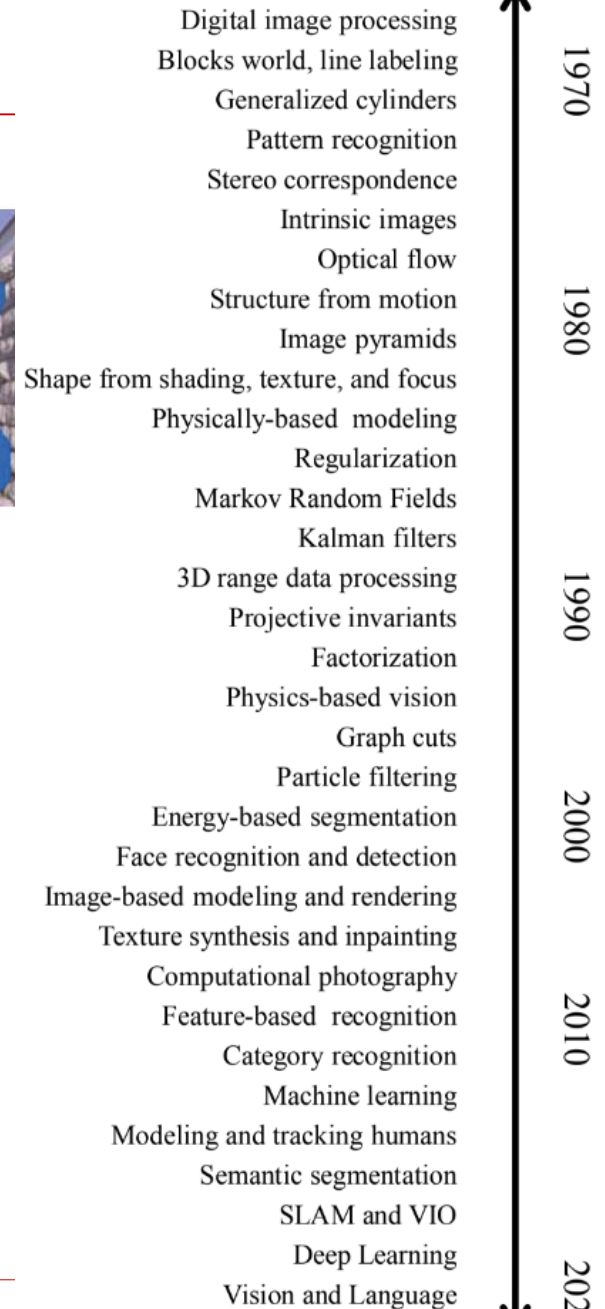 Digital image processing
Blocks world, line labeling
1970
Generalized cylinders
Pattern recognition
Stereo correspondence
Intrinsic images
Optical flow
Structure from motion
1980
Image pyramids
Shape from shading, texture, and focus
Physically-based modeling
Regularization
Markov Random Fields
Kalman filters
3D range data processing
1990
Projective invariants
Factorization
Physics-based vision
Graph cuts
Particle filtering
Energy-based segmentation
2000
Face recognition and detection
Image-based modeling and rendering
Texture synthesis and inpainting
Computational photography
Feature-based recognition
2010
Category recognition
Machine learning
Modeling and tracking humans
Semantic segmentation
SLAM and VIO
Deep Learning
Vision and Language